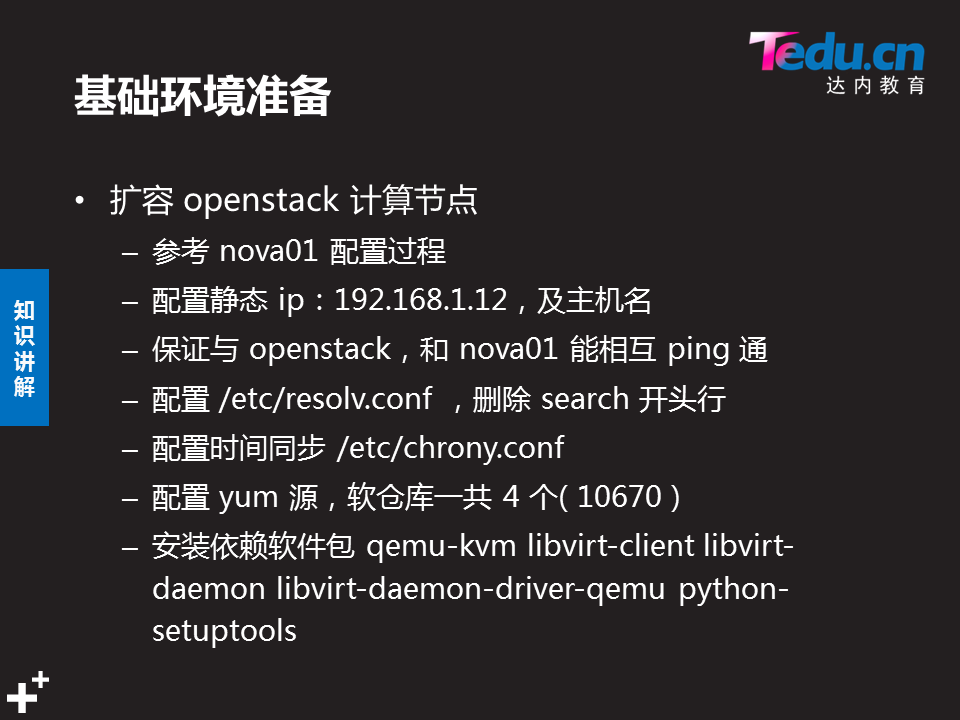 Tedu.cn
达内教育
基础环境准备
• 扩容 openstack 计算节点
– 参考 nova01 配置过程
– 配置静态 ip：192.168.1.12，及主机名
– 保证与 openstack，和 nova01 能相互 ping 通
– 配置 /etc/resolv.conf ，删除 search 开头行
– 配置时间同步 /etc/chrony.conf
– 配置 yum 源，软仓库一共 4 个( 10670 )
– 安装依赖软件包 qemu-kvm libvirt-client libvirt-
daemon libvirt-daemon-driver-qemu python-
setuptools
知
识
讲
解